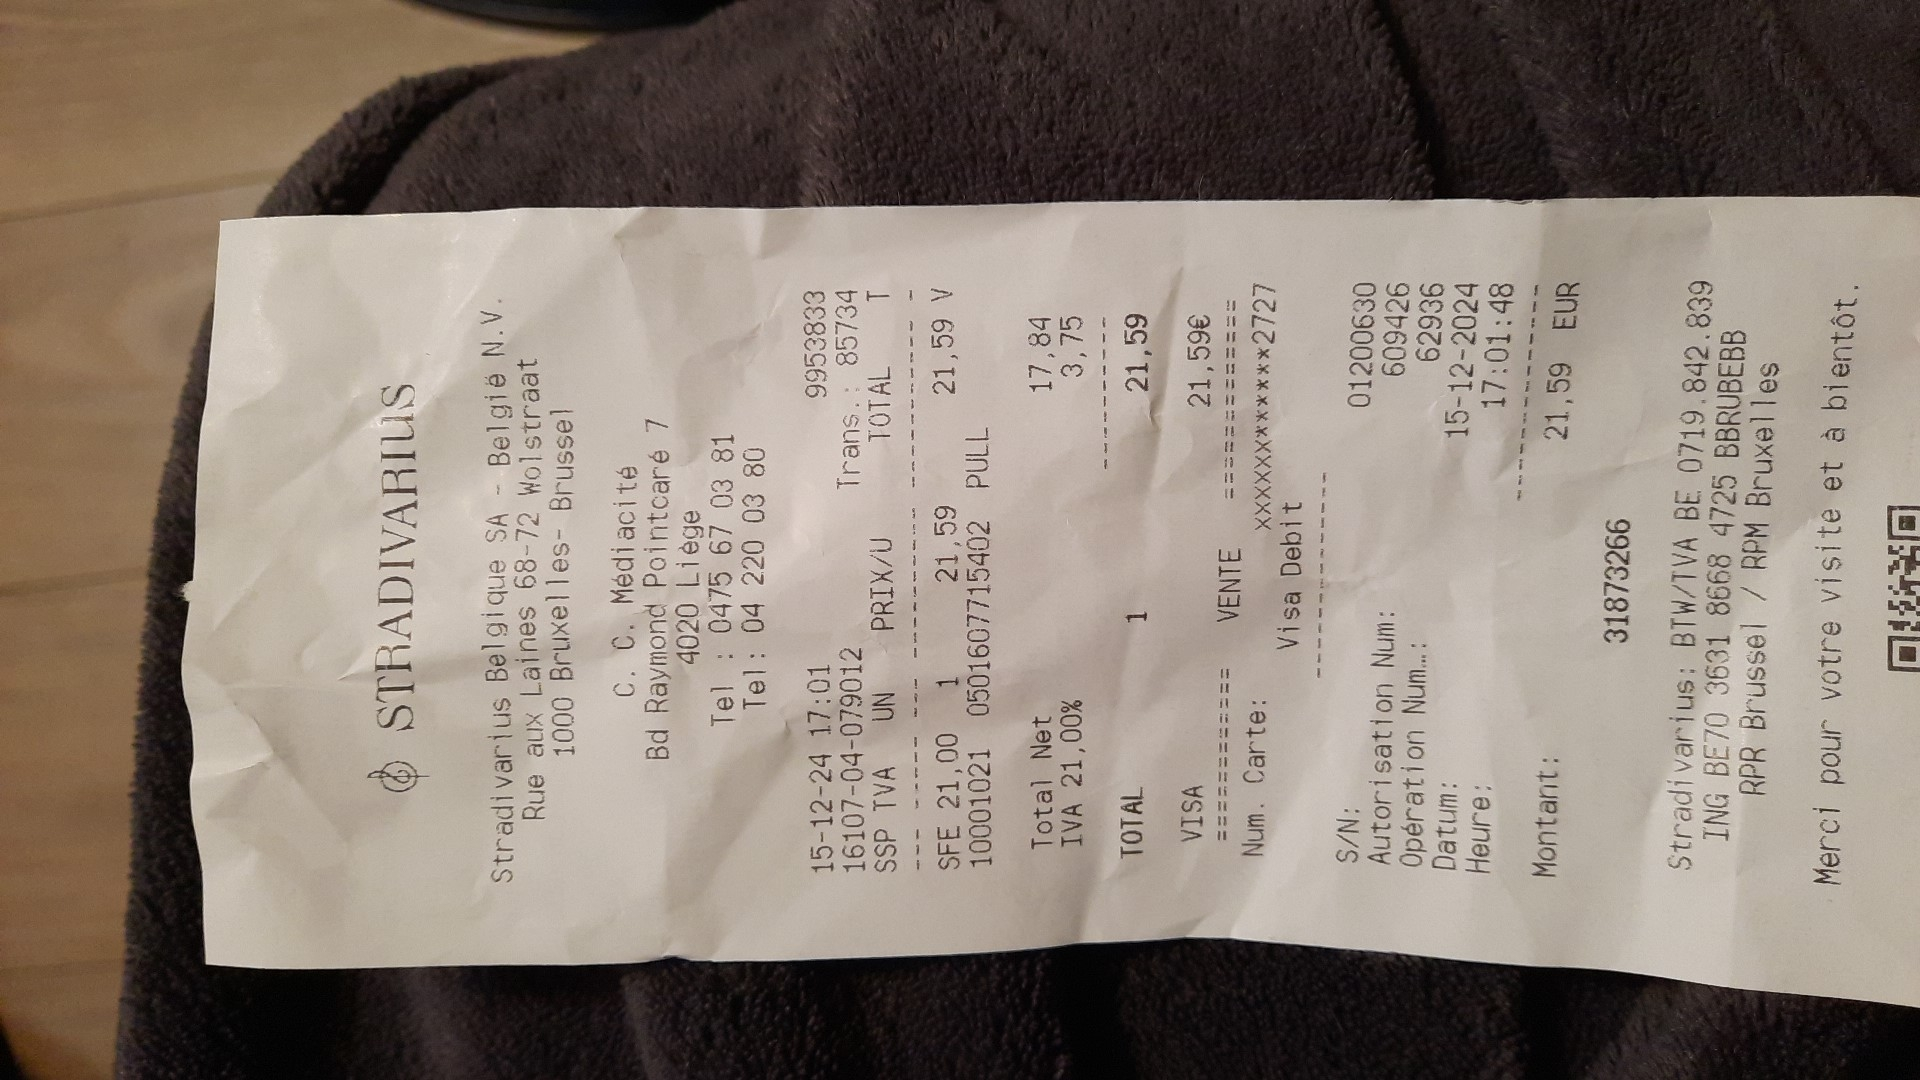 STRADIVARIUS
Stradivarius Belgique SA - België N.V.
Rue aux Laines 68-72 Wolstraat
1000 Bruxelles- Brussel
C. C. Médiacité
Bd Raymond Pointcaré 7
4020 Liège
Tel : 0475 67 03 81
Tel: 04 220 03 80
15-12-24 17:01 9953833
16107-04-079012 Trans.: 85734
SSP TVA UN PRIX/U TOTAL T
--- ----- --- ---------- ---------- -
SFE 21,00 1 21,59 21,59 V
10001021 0501607715402 PULL
Total Net 17,84
IVA 21,00% 3,75
----------
TOTAL 1 21,59
VISA 21,59€
============ VENTE ==============
Num. Carte: xxxxxxx********2727
Visa Debit
-----------------
S/N: 01200630
Autorisation Num: 609426
Opération Num…: 62936
Datum: 15-12-2024
Heure: 17:01:48
-----------------
Montant: 21,59 EUR
31873266
Stradivarius: BTW/TVA BE 0719.842.839
ING BE70 3631 8668 4725 BBRUBEBB
RPR Brussel / RPM Bruxelles
Merci pour votre visite et à bientôt.